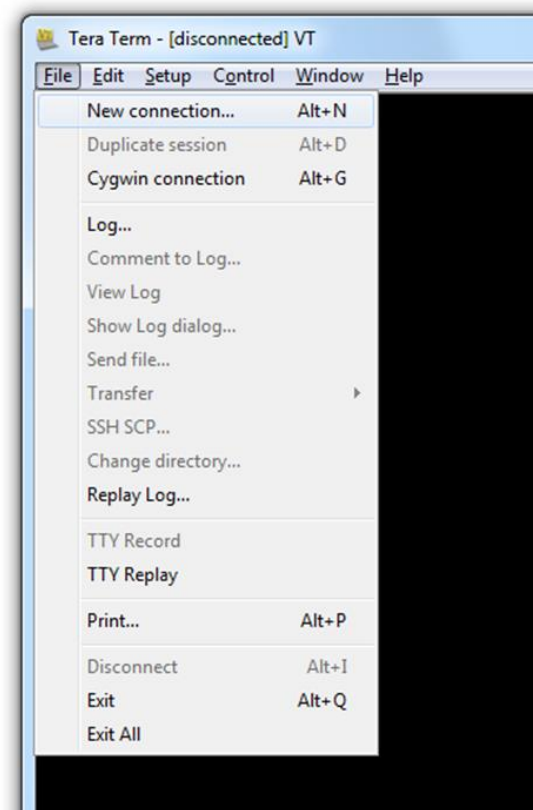 Tera Term - [disconnected] VT
File Edit Setup Control Window Help
New connection... Alt+N
Duplicate session Alt+D
Cygwin connection Alt+G
Log...
Comment to Log...
View Log
Show Log dialog...
Send file...
Transfer
SSH SCP...
Change directory...
Replay Log...
TTY Record
TTY Replay
Print... Alt+P
Disconnect Alt+I
Exit Alt+Q
Exit All